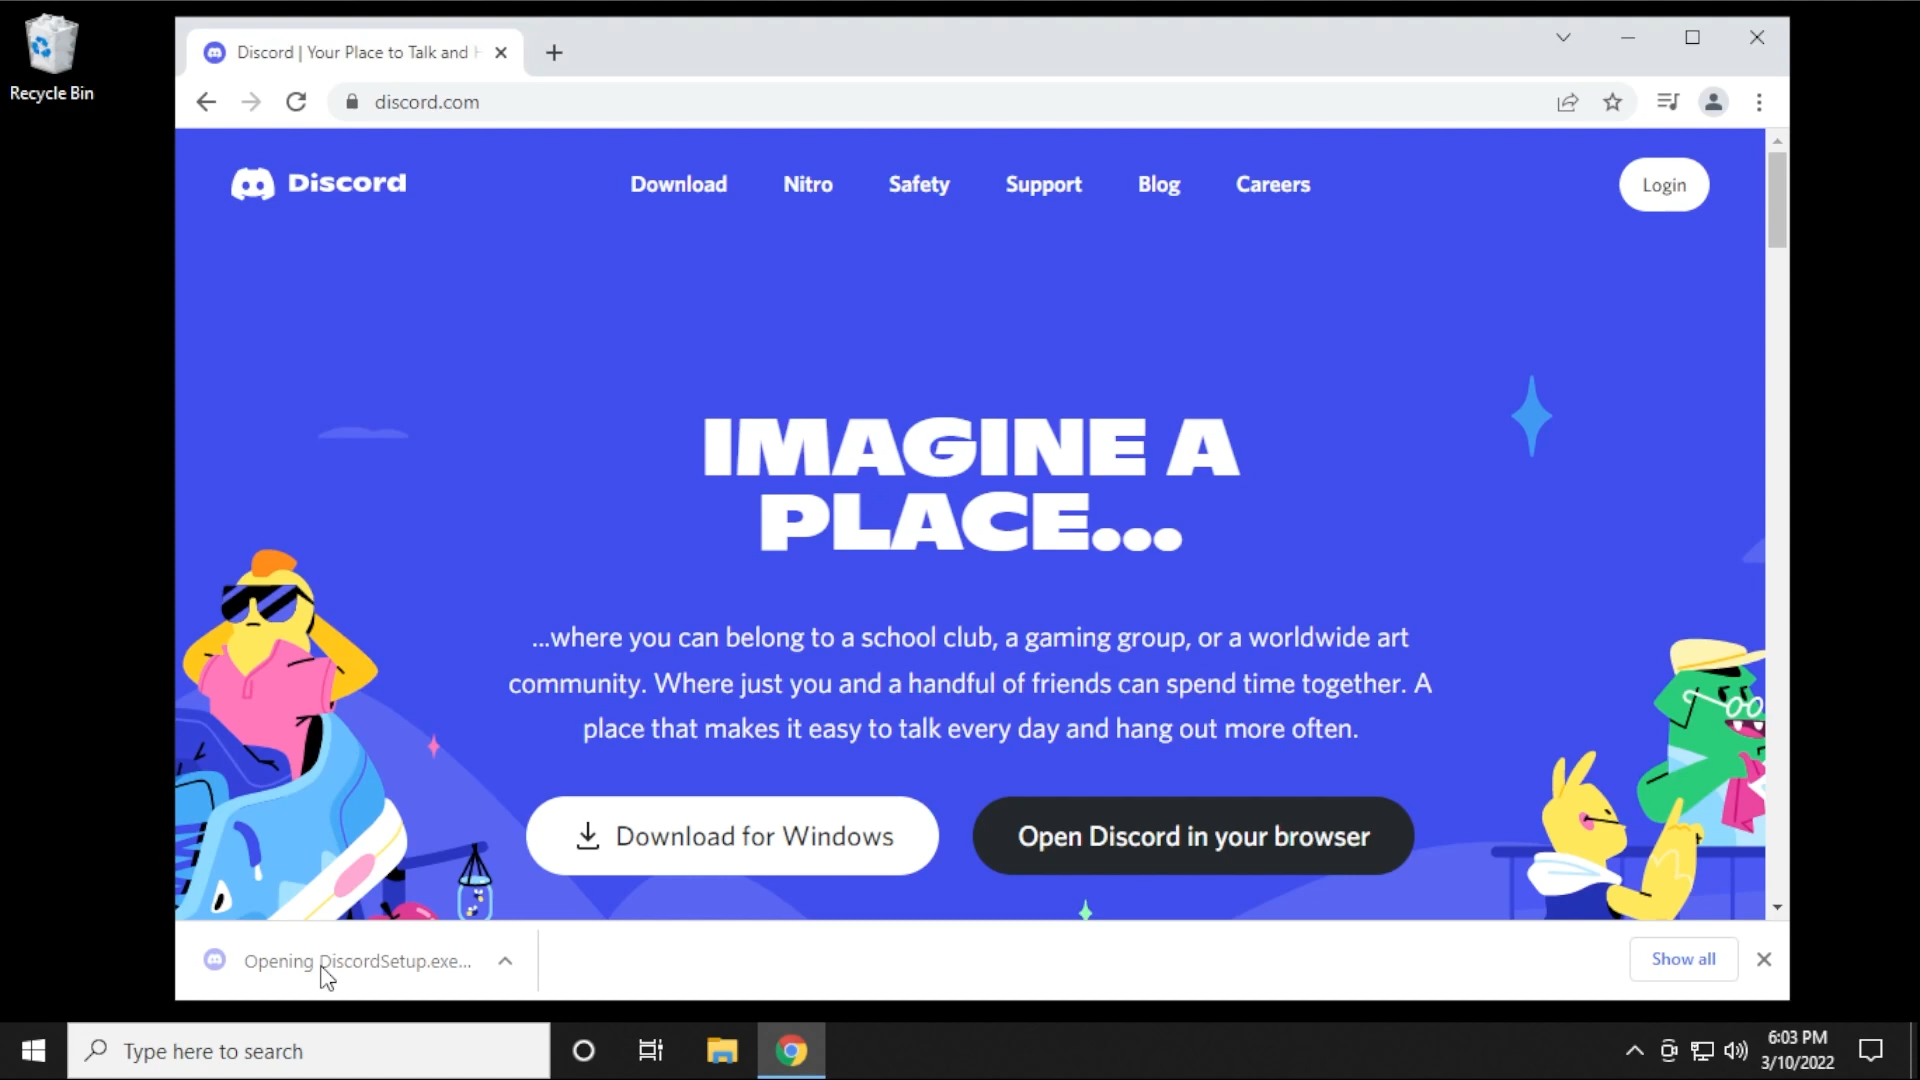 Recycle Bin
Discord | Your Place to Talk and H
discord.com
Discord
Download
Nitro
Safety
Support
Blog
Careers
Login
IMAGINE A
PLACE...
...where you can belong to a school club, a gaming group, or a worldwide art
community. Where just you and a handful of friends can spend time together. A
place that makes it easy to talk every day and hang out more often.
Download for Windows
Open Discord in your browser
Opening DiscordSetup.exe...
Show all
Type here to search
6:03 PM
3/10/2022